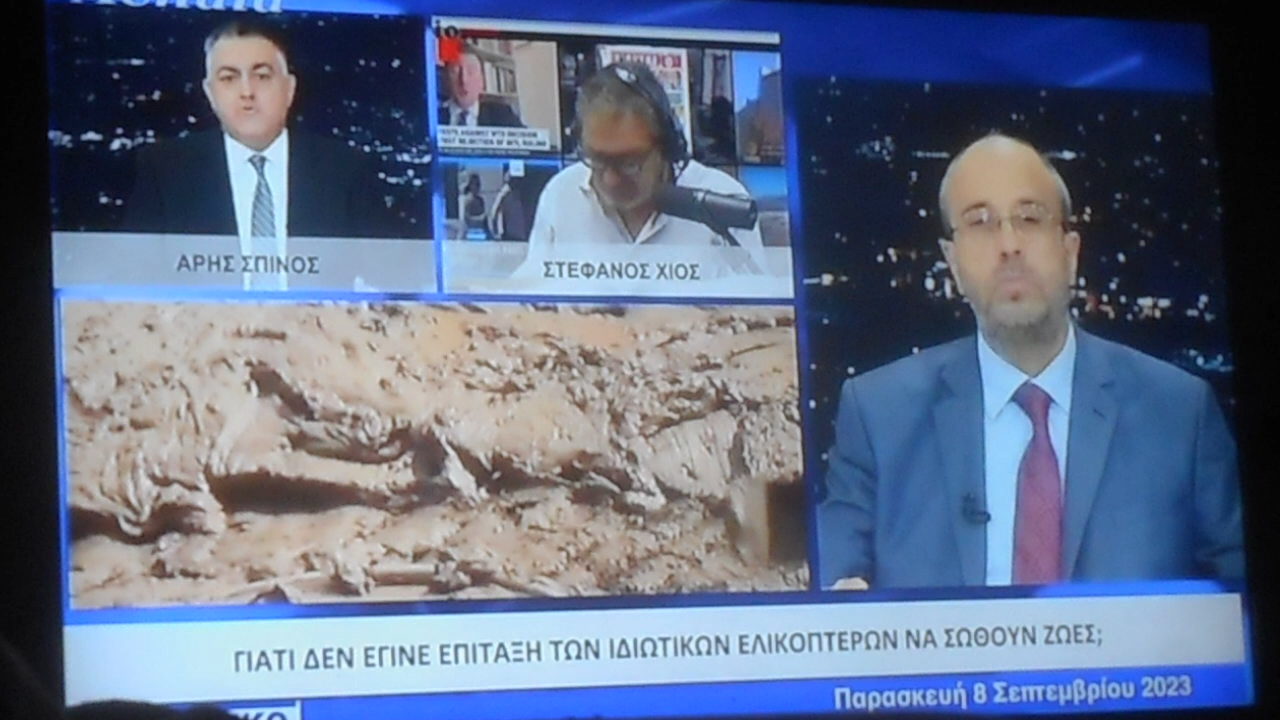 ΑΡΗΣ ΣΠΙΝΟΣ
ΣΤΕΦΑΝΟΣ ΧΙΟΣ
ΓΙΑΤΙ ΔΕΝ ΕΓΙΝΕ ΕΠΙΤΑΞΗ ΤΩΝ ΙΔΙΩΤΙΚΩΝ ΕΛΙΚΟΠΤΕΡΩΝ ΝΑ ΣΩΘΟΥΝ ΖΩΕΣ;
Παρασκευή 8 Σεπτεμβρίου 2023